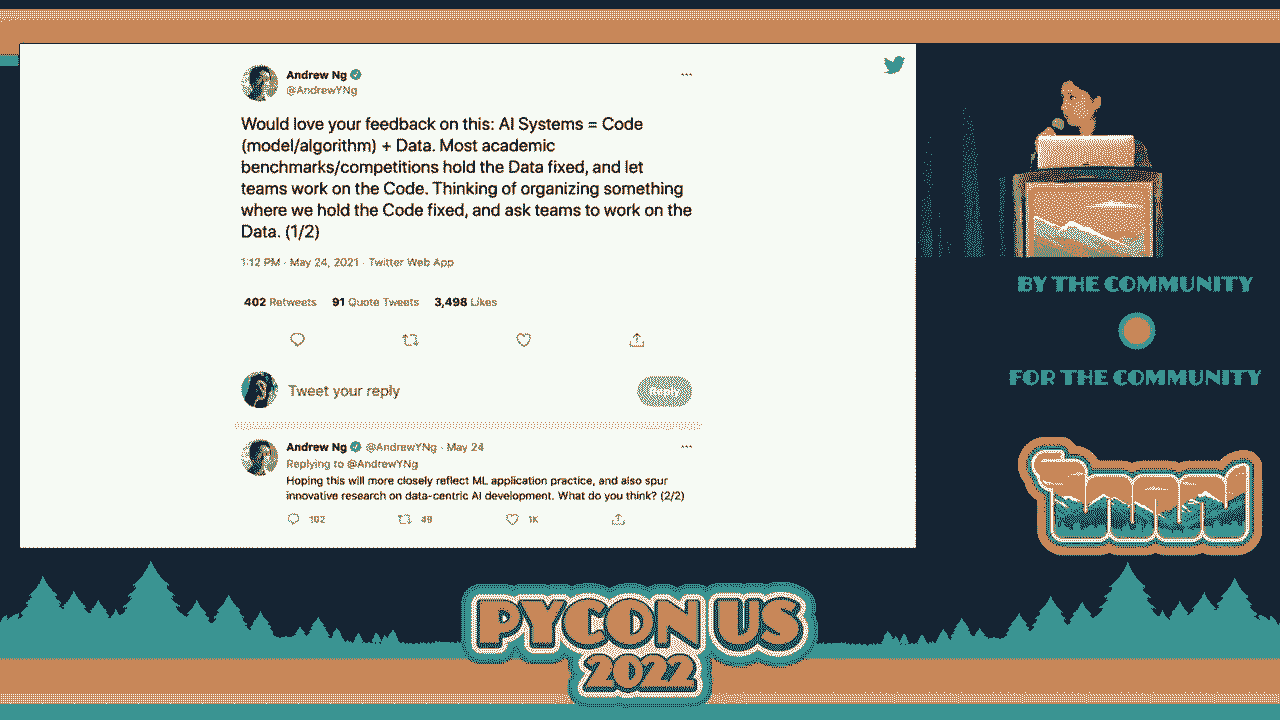 Andrew Ng
@AndrewYNg
Would love your feedback on this: AI Systems = Code
(model/algorithm) + Data. Most academic
benchmarks/competitions hold the Data fixed, and let
teams work on the Code. Thinking of organizing something
where we hold the Code fixed, and ask teams to work on the
Data. (1/2)
1:12 PM · May 24, 2021 · Twitter Web App
402 Retweets 91 Quote Tweets 3,498 Likes
Tweet your reply
Reply
Andrew Ng @AndrewYNg · May 24
Replying to @AndrewYNg
Hoping this will more closely reflect ML application practice, and also spur
innovative research on data-centric AI development. What do you think? (2/2)
102 49 1K
BY THE COMMUNITY
FOR THE COMMUNITY
PYCON US
2022